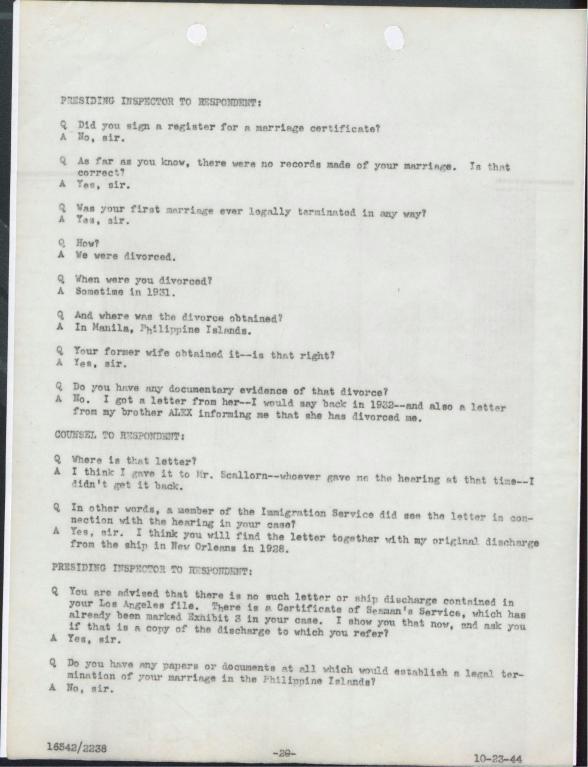 PRESIDING INSPECTOR TO RESPONDENT:
Q Did you sign a register for a marriage certificate?
A No, sir.
Q As far as you know, there were no records made of your marriage. Is that
correct?
A Yes, sir.
Q Was your first marriage ever legally terminated in any way?
A Yes, sir.
Q How?
A We were divorced.
Q When were you divorced?
A Sometime in 1931.
Q And where was the divorce obtained?
A In Manila, Philippine Islands.
Q Your former wife obtained it--is that right?
A Yes, sir.
Q Do you have any documentary evidence of that divorce?
A No. I got a letter from her--I would say back in 1932--and also a letter
from my brother ALEX informing me that she has divorced me.
COUNSEL TO RESPONDENT:
Q Where is that letter?
A I think I gave it to Mr. Scallorn--whoever gave me the hearing at that time--I
didn't get it back.
Q In other words, a member of the Immigration Service did see the letter in con-
nection with the hearing in your case?
A Yes, sir. I think you will find the letter together with my original discharge
from the ship in New Orleans in 1928.
PRESIDING INSPECTOR TO RESPONDENT:
Q You are advised that there is no such letter or ship discharge contained in
your Los Angeles file. There is a Certificate of Seaman's Service, which has
already been marked Exhibit 3 in your case. I show you that now, and ask you
if that is a copy of the discharge to which you refer?
A Yes, sir.
Q Do you have any papers or documents at all which would establish a legal ter-
mination of your marriage in the Philippine Islands?
A No, sir.
16542/2238
-20-
10-23-44